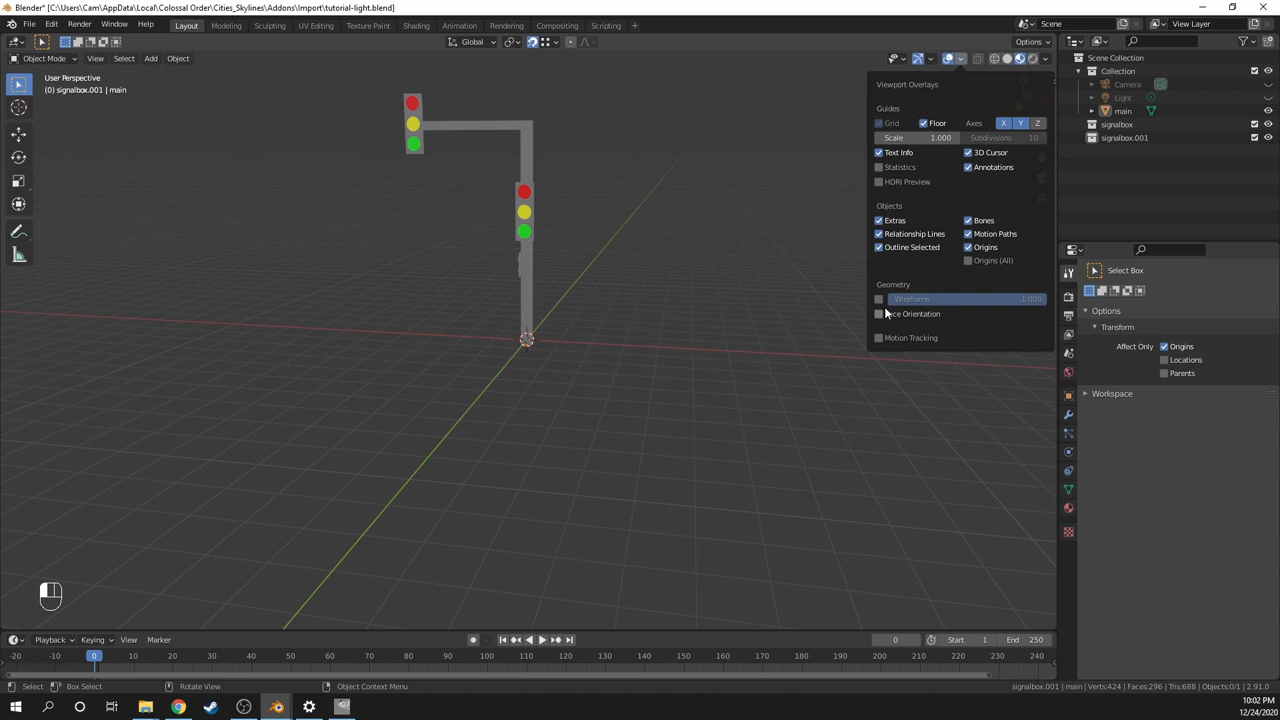 Blender* [C:\Users\Cam\AppData\Local\Colossal Order\Cities_Skylines\Addons\Import\tutorial-light.blend]
File Edit Render Window Help Layout Modeling Sculpting UV Editing Texture Paint Shading Animation Rendering Compositing Scripting Scene View Layer
Global Options
Object Mode View Select Add Object
User Perspective
(0) signalbox.001 | main
Viewport Overlays
Guides
Grid Floor Axes X Y Z
Scale 1.000 Subdivisions 10
Text Info 3D Cursor
Statistics Annotations
HDRI Preview
Objects
Extras Bones
Relationship Lines Motion Paths
Outline Selected Origins
Origins (All)
Geometry
Wireframe 1.000
ce Orientation
Motion Tracking
Scene Collection
Collection
Camera
Light
main
signalbox
signalbox.001
Select Box
Options
Transform
Affect Only Origins
Locations
Parents
Workspace
Playback Keying View Marker 0 Start 1 End 250
-20 -10 0 10 20 30 40 50 60 70 80 90 100 110 120 130 140 150 160 170 180 190 200 210 220 230 240
Select Box Select Rotate View Object Context Menu signalbox.001 | main | Verts:424 | Faces:296 | Tris:688 | Objects:0/1 | 2.91.0
10:02 PM
12/24/2020